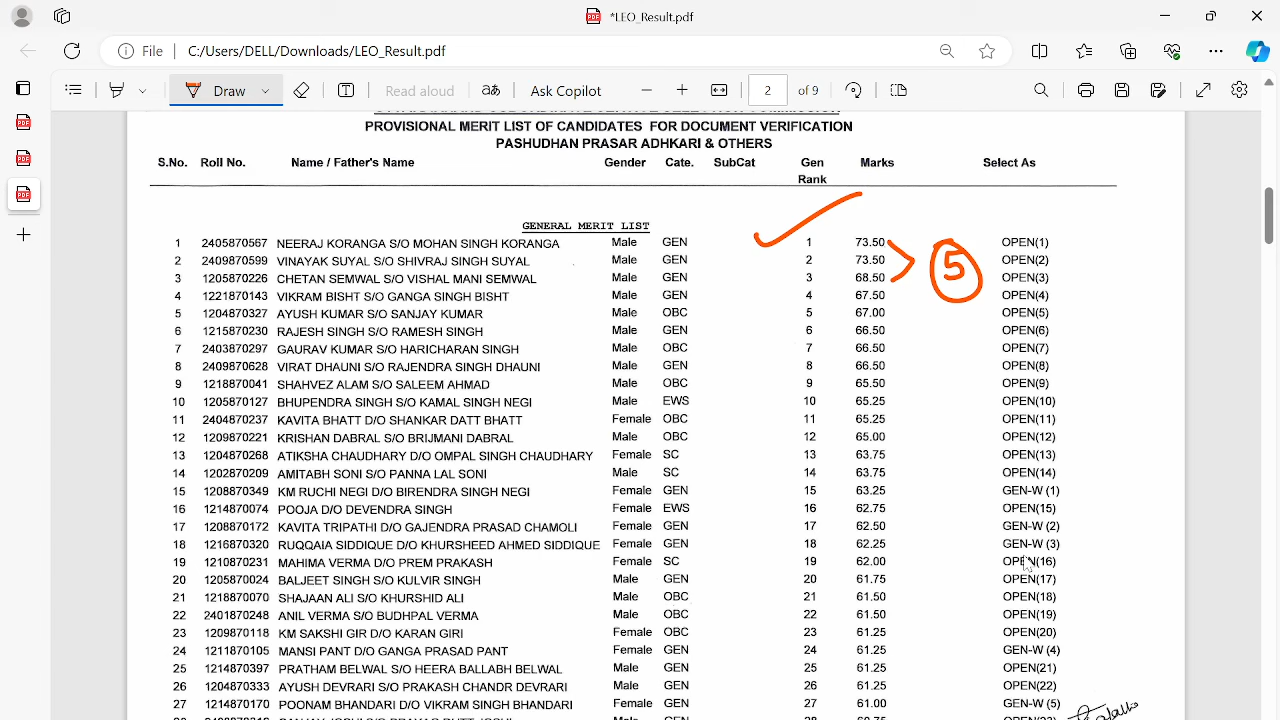 *LEO_Result.pdf
File C:/Users/DELL/Downloads/LEO_Result.pdf
Draw Read aloud aあ Ask Copilot 2 of 9
PROVISIONAL MERIT LIST OF CANDIDATES FOR DOCUMENT VERIFICATION
PASHUDHAN PRASAR ADHKARI & OTHERS
S.No. Roll No. Name / Father's Name Gender Cate. SubCat Gen Rank Marks Select As
GENERAL MERIT LIST
1 2405870567 NEERAJ KORANGA S/O MOHAN SINGH KORANGA Male GEN 1 73.50 OPEN(1)
2 2409870599 VINAYAK SUYAL S/O SHIVRAJ SINGH SUYAL Male GEN 2 73.50 5 OPEN(2)
3 1205870226 CHETAN SEMWAL S/O VISHAL MANI SEMWAL Male GEN 3 68.50 OPEN(3)
4 1221870143 VIKRAM BISHT S/O GANGA SINGH BISHT Male GEN 4 67.50 OPEN(4)
5 1204870327 AYUSH KUMAR S/O SANJAY KUMAR Male OBC 5 67.00 OPEN(5)
6 1215870230 RAJESH SINGH S/O RAMESH SINGH Male GEN 6 66.50 OPEN(6)
7 2403870297 GAURAV KUMAR S/O HARICHARAN SINGH Male OBC 7 66.50 OPEN(7)
8 2409870628 VIRAT DHAUNI S/O RAJENDRA SINGH DHAUNI Male GEN 8 66.50 OPEN(8)
9 1218870041 SHAHVEZ ALAM S/O SALEEM AHMAD Male OBC 9 65.50 OPEN(9)
10 1205870127 BHUPENDRA SINGH S/O KAMAL SINGH NEGI Male EWS 10 65.25 OPEN(10)
11 2404870237 KAVITA BHATT D/O SHANKAR DATT BHATT Female OBC 11 65.25 OPEN(11)
12 1209870221 KRISHAN DABRAL S/O BRIJMANI DABRAL Male OBC 12 65.00 OPEN(12)
13 1204870268 ATIKSHA CHAUDHARY D/O OMPAL SINGH CHAUDHARY Female SC 13 63.75 OPEN(13)
14 1202870209 AMITABH SONI S/O PANNA LAL SONI Male SC 14 63.75 OPEN(14)
15 1208870349 KM RUCHI NEGI D/O BIRENDRA SINGH NEGI Female GEN 15 63.25 GEN-W (1)
16 1214870074 POOJA D/O DEVENDRA SINGH Female EWS 16 62.75 OPEN(15)
17 1208870172 KAVITA TRIPATHI D/O GAJENDRA PRASAD CHAMOLI Female GEN 17 62.50 GEN-W (2)
18 1216870320 RUQQAIA SIDDIQUE D/O KHURSHEED AHMED SIDDIQUE Female GEN 18 62.25 GEN-W (3)
19 1210870231 MAHIMA VERMA D/O PREM PRAKASH Female SC 19 62.00 OPEN(16)
20 1205870024 BALJEET SINGH S/O KULVIR SINGH Male GEN 20 61.75 OPEN(17)
21 1218870070 SHAJAAN ALI S/O KHURSHID ALI Male OBC 21 61.50 OPEN(18)
22 2401870248 ANIL VERMA S/O BUDHPAL VERMA Male OBC 22 61.50 OPEN(19)
23 1209870118 KM SAKSHI GIR D/O KARAN GIRI Female OBC 23 61.25 OPEN(20)
24 1211870105 MANSI PANT D/O GANGA PRASAD PANT Female GEN 24 61.25 GEN-W (4)
25 1214870397 PRATHAM BELWAL S/O HEERA BALLABH BELWAL Male GEN 25 61.25 OPEN(21)
26 1204870333 AYUSH DEVRARI S/O PRAKASH CHANDR DEVRARI Male GEN 26 61.25 OPEN(22)
27 1214870170 POONAM BHANDARI D/O VIKRAM SINGH BHANDARI Female GEN 27 61.00 GEN-W (5)